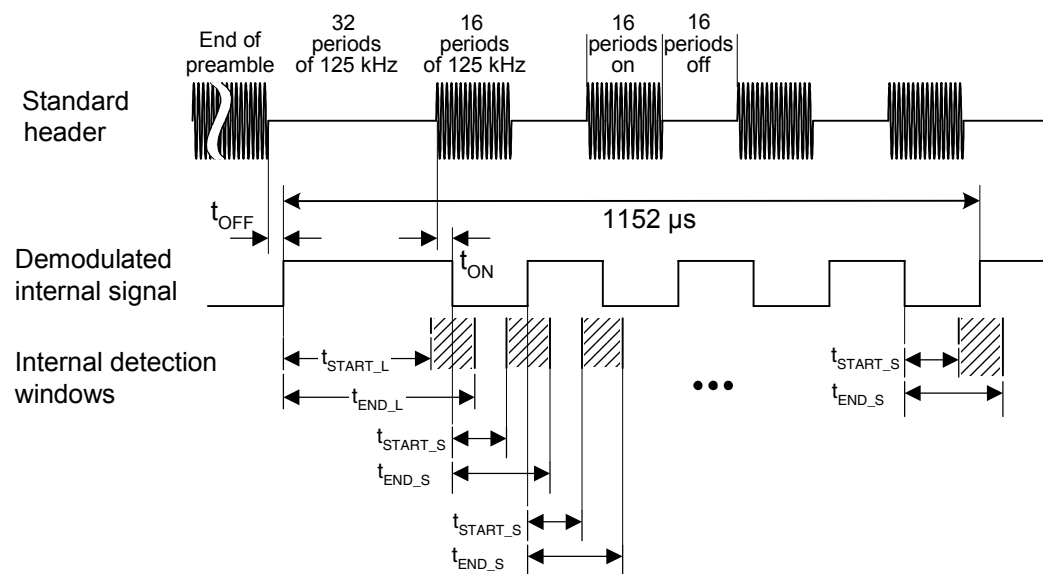 End of
preamble
32
periods
of 125 kHz
16
periods
of 125 kHz
16
periods
on
16
periods
off
Standard
header
1152 µs
tOFF
tON
Demodulated
internal signal
Internal detection
windows
tSTART_L
tEND_L
tSTART_S
tEND_S
tSTART_S
tEND_S
•••
tSTART_S
tEND_S